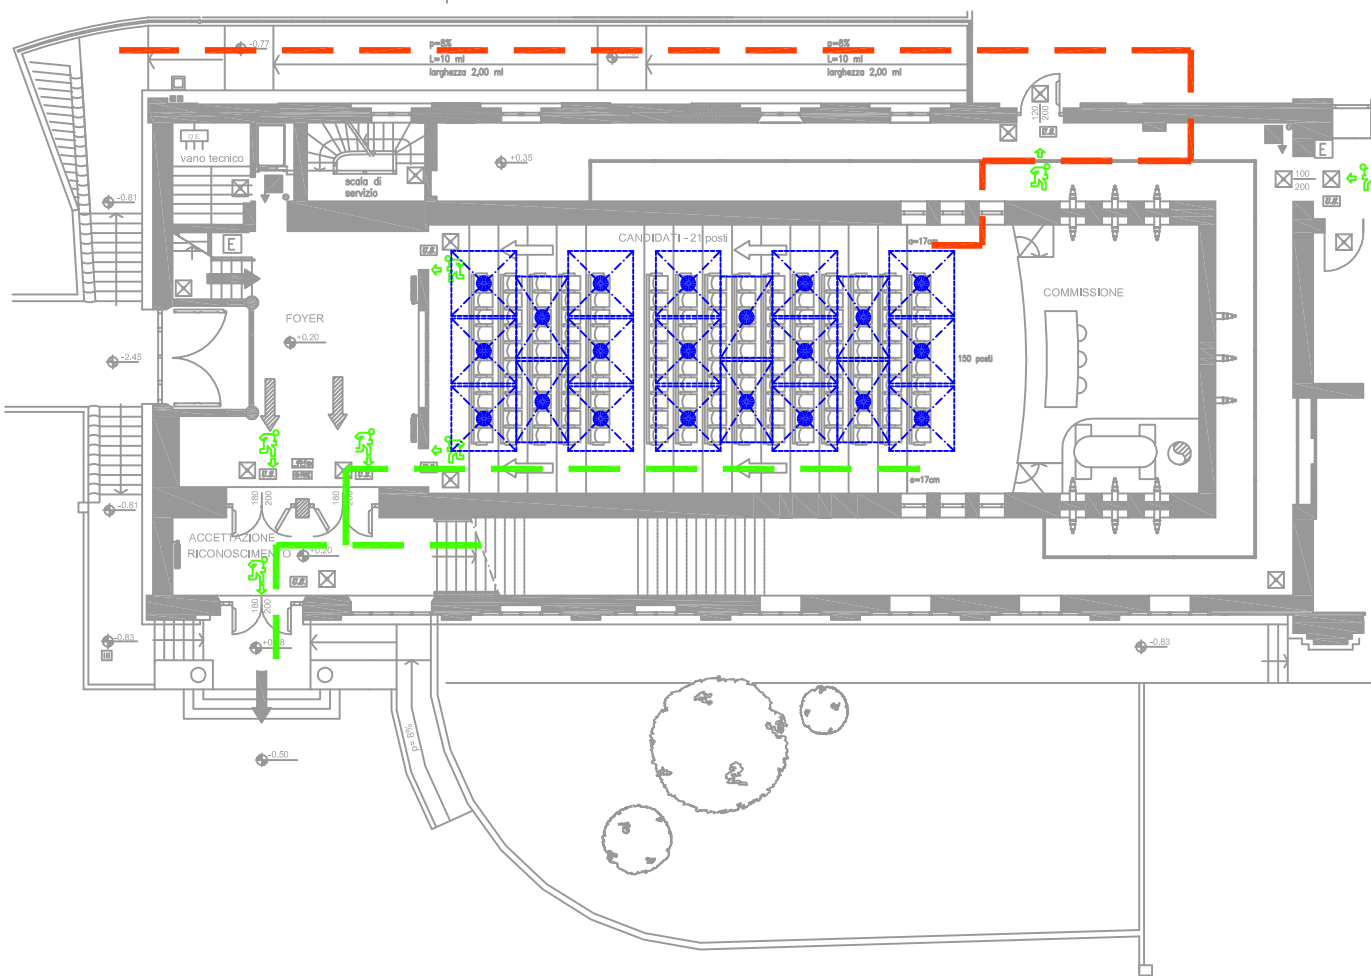 -0.77
p=8%
L=10 ml
larghezza 2,00 ml
p=8%
L=10 ml
larghezza 2,00 ml
120
200
U.S.
vano tecnico
+0.35
scala di
servizio
E
100
200
U.S.
-0.81
E
CANDIDATI - 21 posti
a=17cm
U.S.
COMMISSIONE
FOYER
+0.20
-2.45
150 posti
U.S.
U.S.
a=17cm
180
200
180
-0.81
ACCETTAZIONE
RICONOSCIMENTO
+0.20
U.S.
180
200
-0.83
-0.83
p= 8%
-0.50